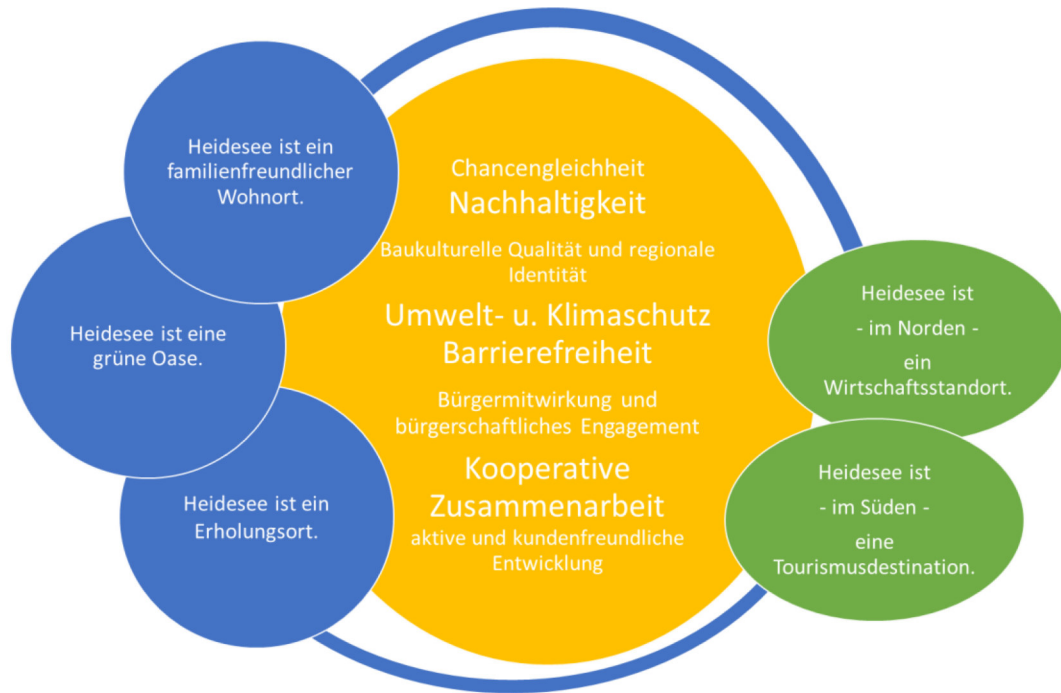 Heidesee ist ein
familienfreundlicher
Wohnort.
Heidesee ist eine
grüne Oase.
Heidesee ist ein
Erholungsort.
Chancengleichheit
Nachhaltigkeit
Baukulturelle Qualität und regionale
Identität
Umwelt- u. Klimaschutz
Barrierefreiheit
Bürgermitwirkung und
bürgerschaftliches Engagement
Kooperative
Zusammenarbeit
aktive und kundenfreundliche
Entwicklung
Heidesee ist
- im Norden -
ein
Wirtschaftsstandort.
Heidesee ist
- im Süden -
eine
Tourismusdestination.